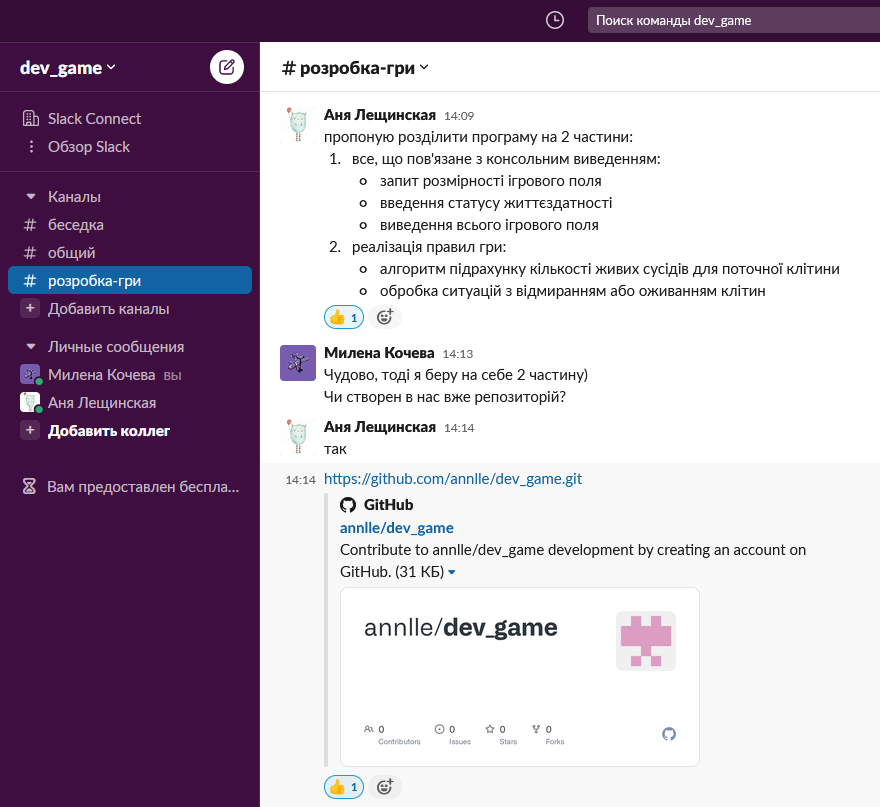 Поиск команды dev_game
dev_game
Slack Connect
Обзор Slack
Каналы
# беседка
# общий
# розробка-гри
+ Добавить каналы
Личные сообщения
Милена Кочева вы
Аня Лещинская
+ Добавить коллег
Вам предоставлен беспла...
# розробка-гри
Аня Лещинская 14:09
пропоную розділити програму на 2 частини:
1. все, що пов'язане з консольним виведенням:
запит розмірності ігрового поля
введення статусу життєздатності
виведення всього ігрового поля
2. реалізація правил гри:
алгоритм підрахунку кількості живих сусідів для поточної клітини
обробка ситуацій з відмиранням або оживанням клітин
👍 1
Милена Кочева 14:13
Чудово, тоді я беру на себе 2 частину)
Чи створен в нас вже репозиторій?
Аня Лещинская 14:14
так
14:14 https://github.com/annlle/dev_game.git
GitHub
annlle/dev_game
Contribute to annlle/dev_game development by creating an account on
GitHub. (31 КБ)
annlle/dev_game
0 0 0 0
Contributors Issues Stars Forks
👍 1